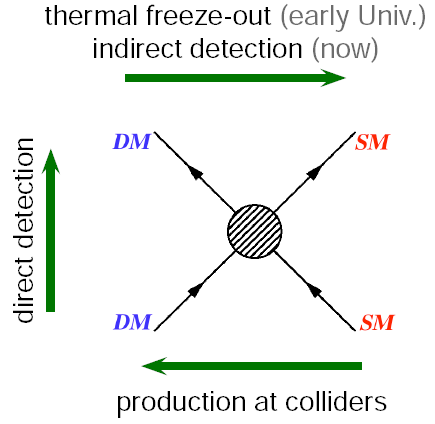 thermal freeze-out (early Univ.)
indirect detection (now)
DM
SM
direct detection
DM
SM
production at colliders